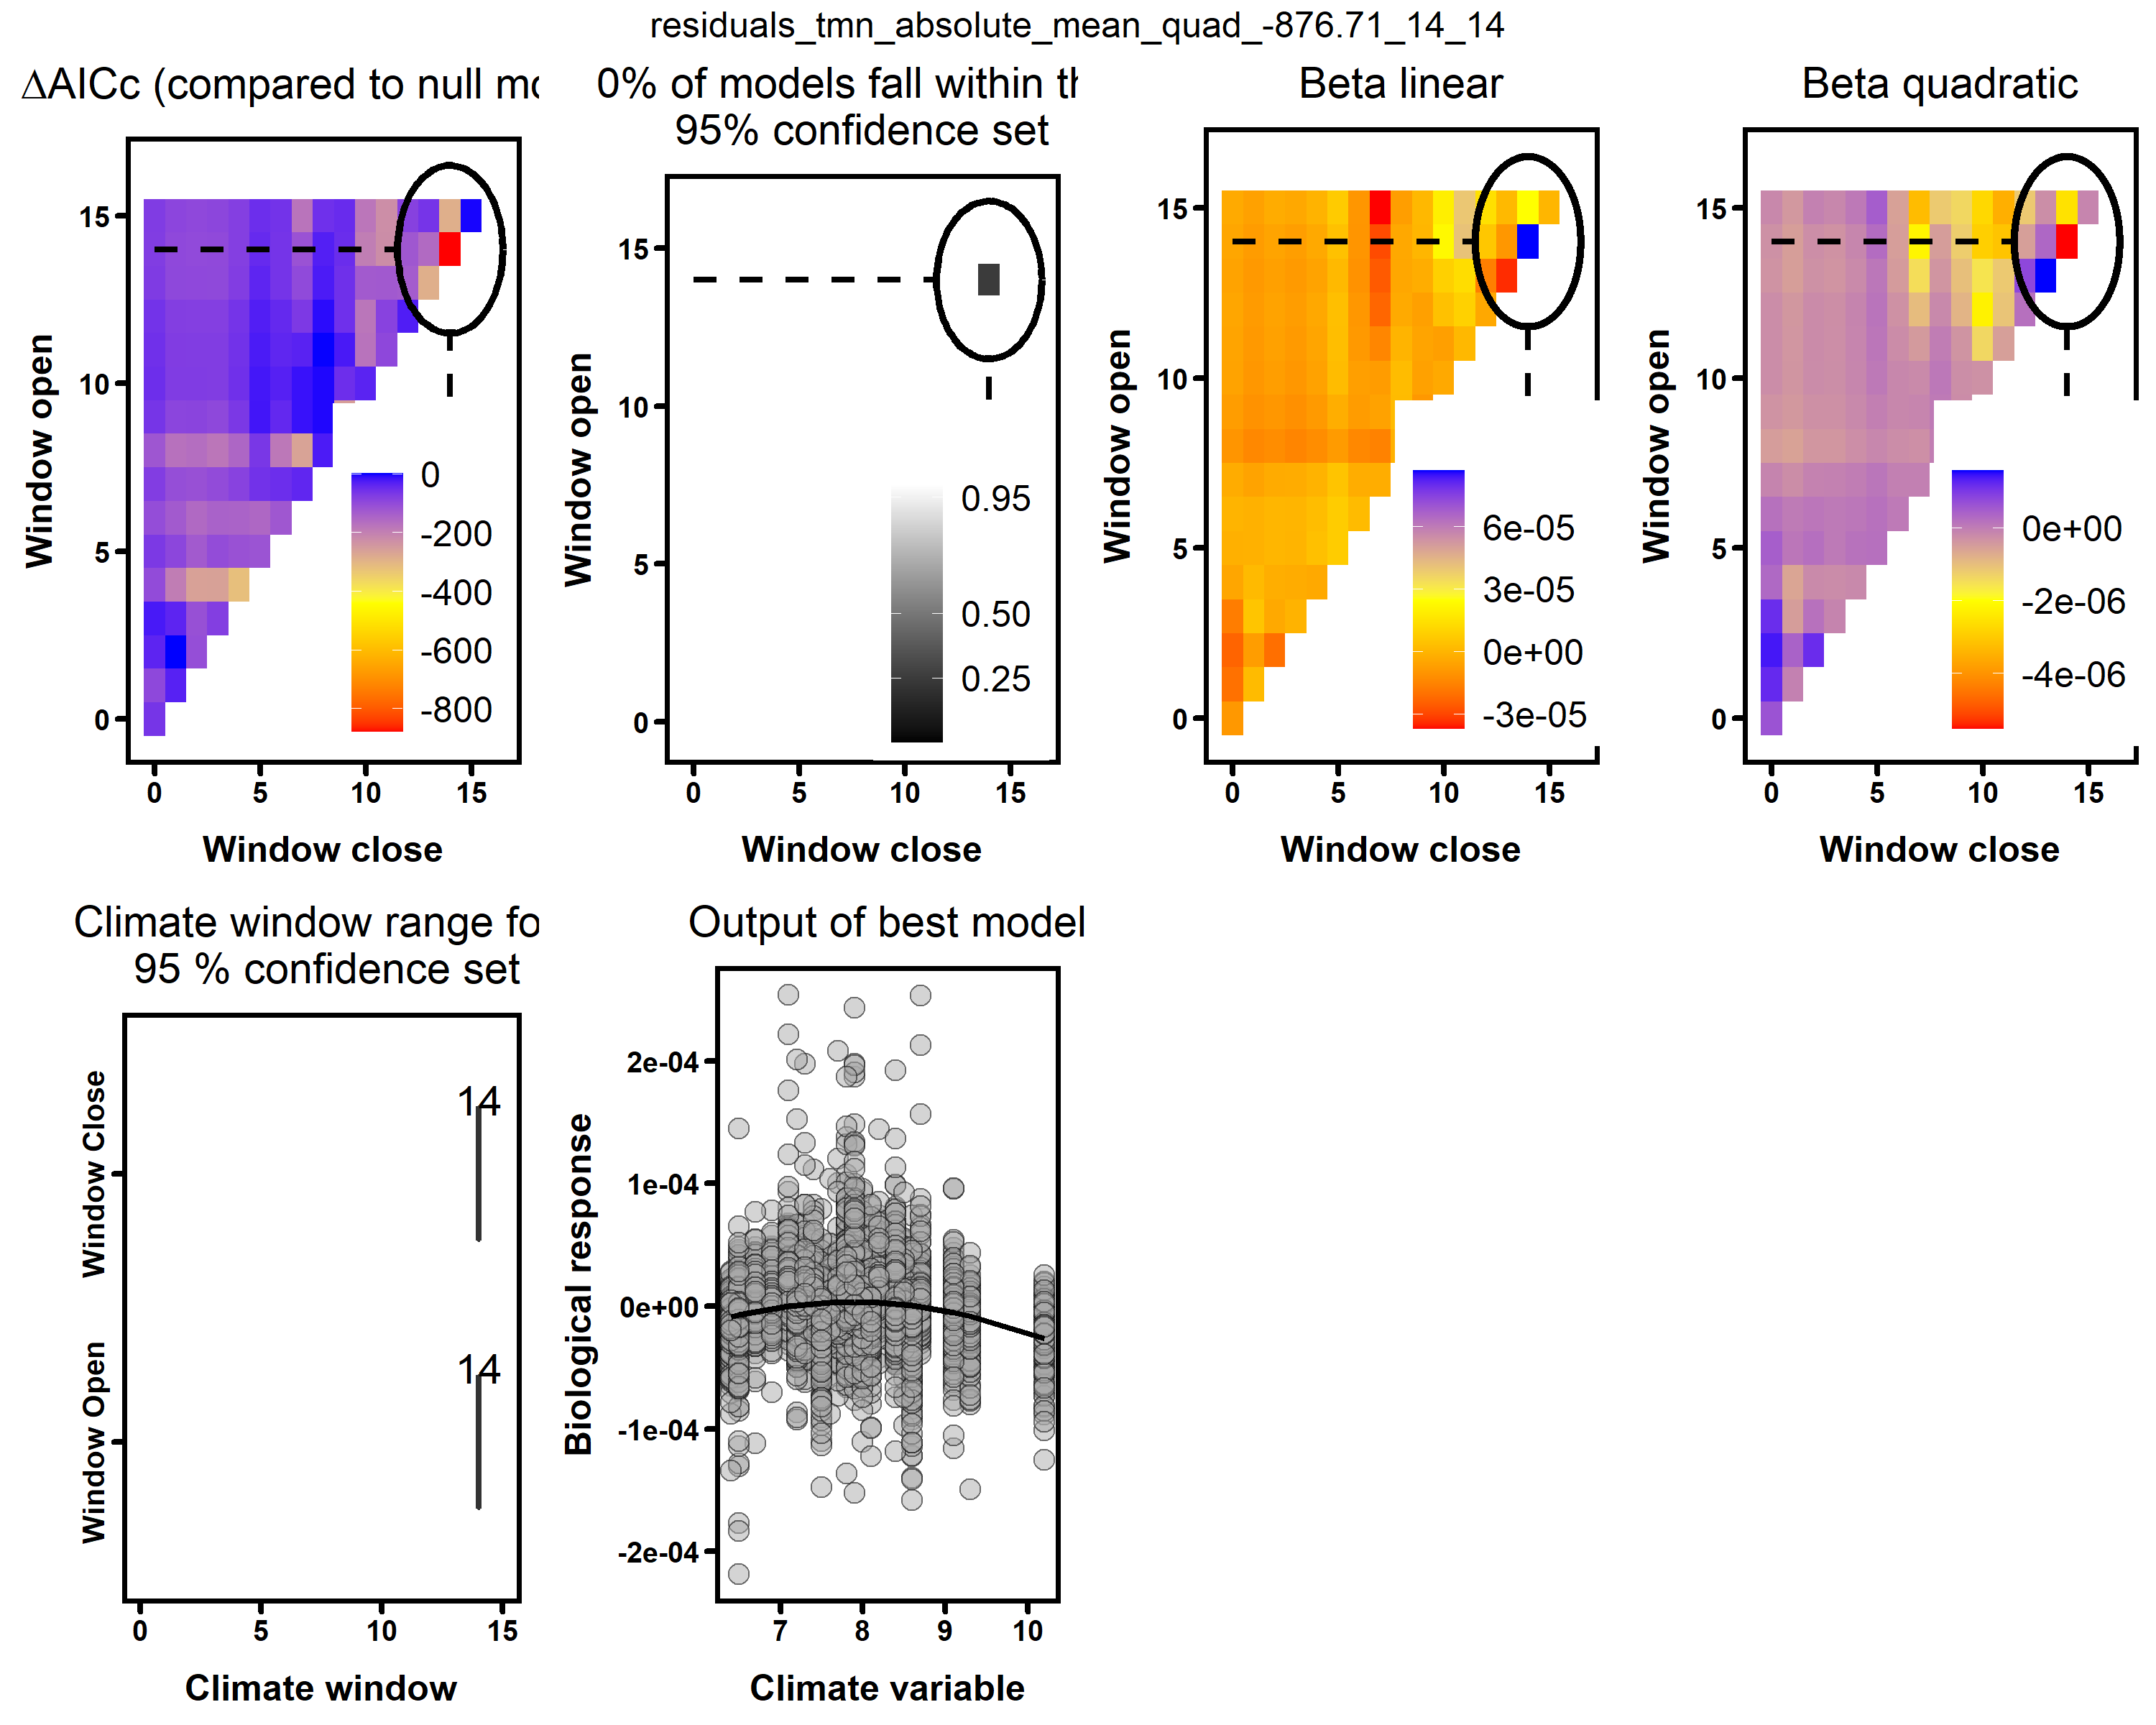 residuals_tmn_absolute_mean_quad_-876.71_14_14
ΔAICc (compared to null mo
15
10
5
0
0
-200
-400
-600
-800
0 5 10 15
Window open
Window close
0% of models fall within th
95% confidence set
15
10
5
0
0.95
0.50
0.25
0 5 10 15
Window open
Window close
Beta linear
15
10
5
0
6e-05
3e-05
0e+00
-3e-05
0 5 10 15
Window open
Window close
Beta quadratic
15
10
5
0
0e+00
-2e-06
-4e-06
0 5 10 15
Window open
Window close
Climate window range fo
95 % confidence set
Window Close
Window Open
14
14
0 5 10 15
Climate window
Output of best model
2e-04
1e-04
0e+00
-1e-04
-2e-04
7 8 9 10
Biological response
Climate variable